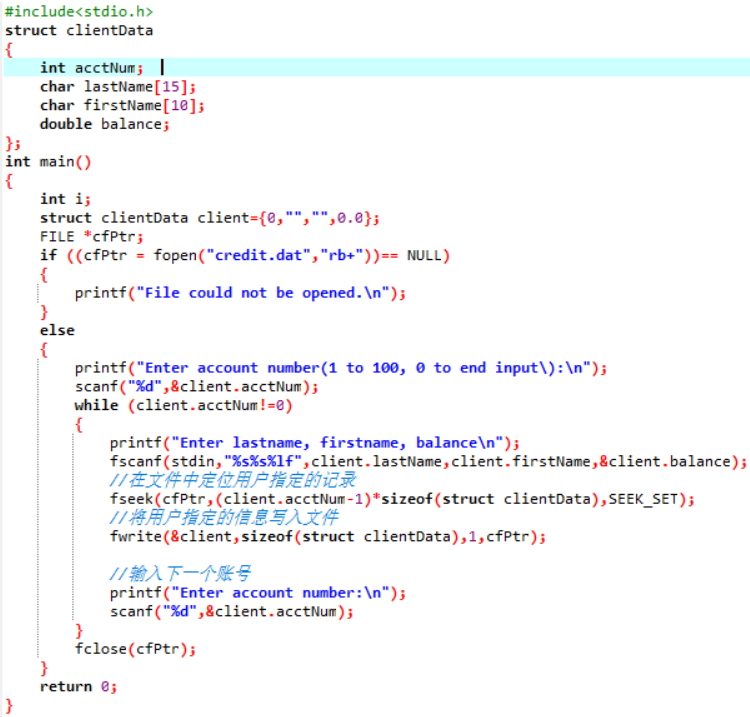 #include<stdio.h>
struct clientData
{
    int acctNum;
    char lastName[15];
    char firstName[10];
    double balance;
};
int main()
{
    int i;
    struct clientData client={0,"","",0.0};
    FILE *cfPtr;
    if ((cfPtr = fopen("credit.dat","rb+"))== NULL)
    {
        printf("File could not be opened.\n");
    }
    else
    {
        printf("Enter account number(1 to 100, 0 to end input\):\n");
        scanf("%d",&client.acctNum);
        while (client.acctNum!=0)
        {
            printf("Enter lastname, firstname, balance\n");
            fscanf(stdin,"%s%s%lf",client.lastName,client.firstName,&client.balance);
            //在文件中定位用户指定的记录
            fseek(cfPtr,(client.acctNum-1)*sizeof(struct clientData),SEEK_SET);
            //将用户指定的信息写入文件
            fwrite(&client,sizeof(struct clientData),1,cfPtr);
            //输入下一个账号
            printf("Enter account number:\n");
            scanf("%d",&client.acctNum);
        }
        fclose(cfPtr);
    }
    return 0;
}